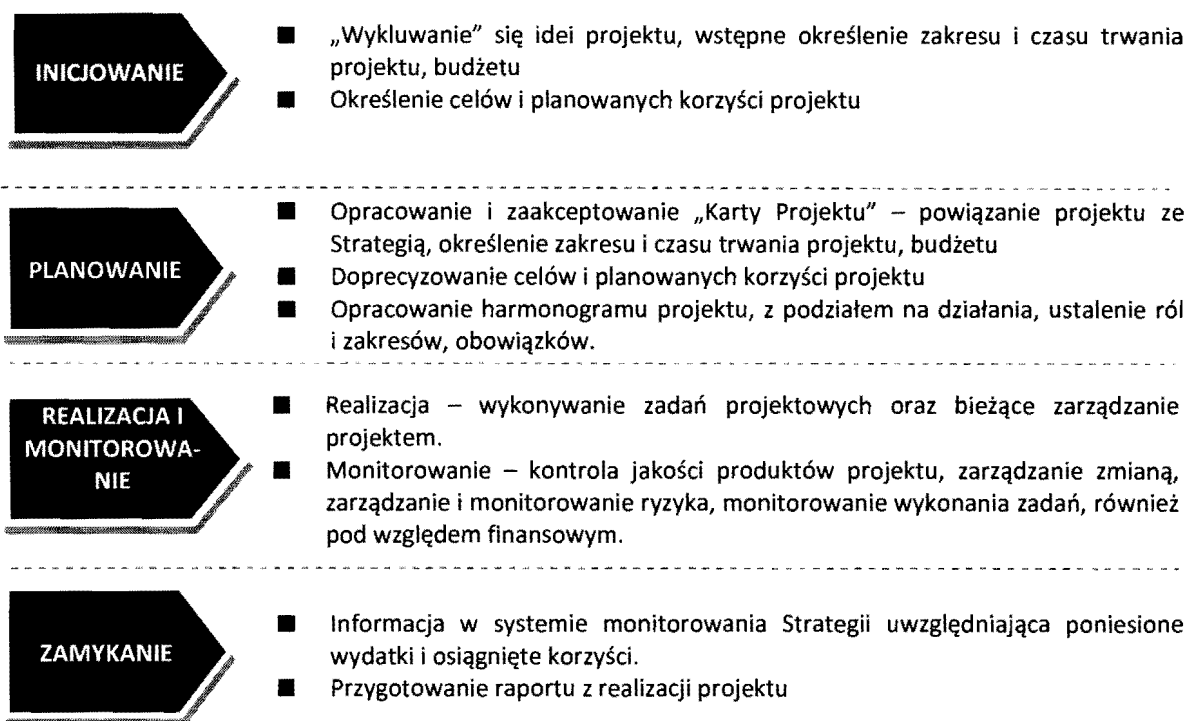 INICJOWANIE
■ „Wykluwanie” się idei projektu, wstępne określenie zakresu i czasu trwania
projektu, budżetu
■ Określenie celów i planowanych korzyści projektu
PLANOWANIE
■ Opracowanie i zaakceptowanie „Karty Projektu” – powiązanie projektu ze
Strategią, określenie zakresu i czasu trwania projektu, budżetu
■ Doprecyzowanie celów i planowanych korzyści projektu
■ Opracowanie harmonogramu projektu, z podziałem na działania, ustalenie ról
i zakresów, obowiązków.
REALIZACJA I
MONITOROWA-
NIE
■ Realizacja – wykonywanie zadań projektowych oraz bieżące zarządzanie
projektem.
■ Monitorowanie – kontrola jakości produktów projektu, zarządzanie zmianą,
zarządzanie i monitorowanie ryzyka, monitorowanie wykonania zadań, również
pod względem finansowym.
ZAMYKANIE
■ Informacja w systemie monitorowania Strategii uwzględniająca poniesione
wydatki i osiągnięte korzyści.
■ Przygotowanie raportu z realizacji projektu